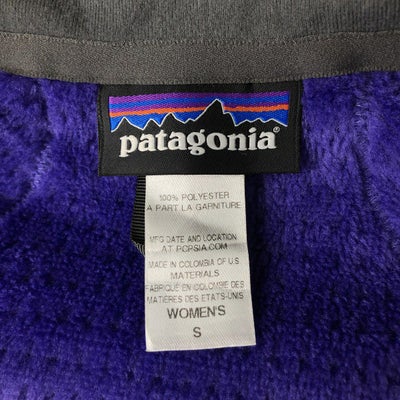 patagonia®
100% POLYESTER
A PART LA GARNITURE
MFG DATE AND LOCATION
AT PCPSIA.COM
MADE IN COLOMBIA OF U.S.
MATERIALS
FABRIQUÉ EN COLOMBIE DES
MATIÈRES DES ETATS-UNIS
WOMEN'S
S